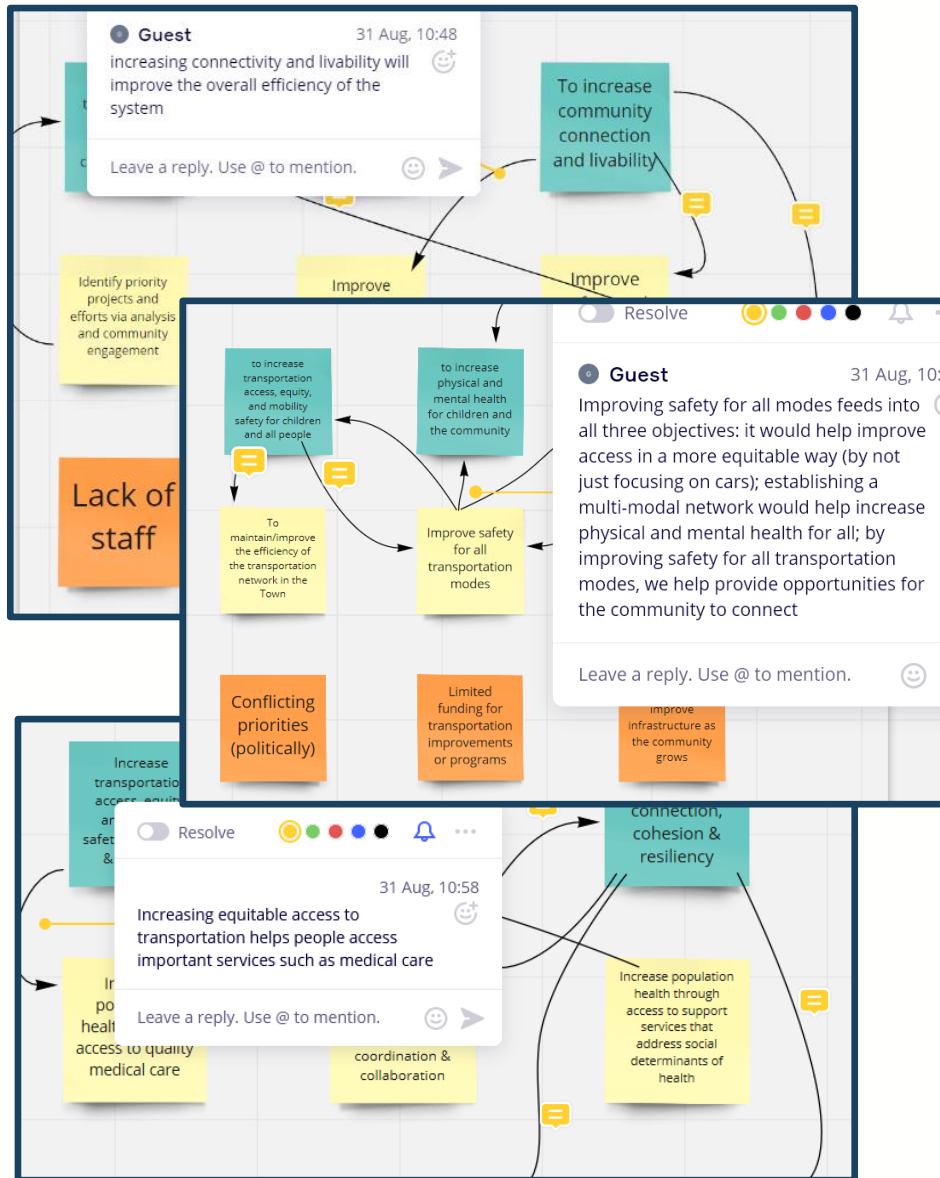 Guest 31 Aug, 10:48
increasing connectivity and livability will
improve the overall efficiency of the
system
Leave a reply. Use @ to mention.
To increase
community
connection
and livability
Identify priority
projects and
efforts via analysis
and community
engagement
Improve
Improve
Lack of
staff
to increase
transportation
access, equity,
and mobility
safety for children
and all people
to increase
physical and
mental health
for children and
the community
To
maintain/improve
the efficiency of
the transportation
network in the
Town
Improve safety
for all
transportation
modes
Conflicting
priorities
(politically)
Limited
funding for
transportation
improvements
or programs
improve
infrastructure as
the community
grows
Resolve
Guest 31 Aug, 10:
Improving safety for all modes feeds into
all three objectives: it would help improve
access in a more equitable way (by not
just focusing on cars); establishing a
multi-modal network would help increase
physical and mental health for all; by
improving safety for all transportation
modes, we help provide opportunities for
the community to connect
Leave a reply. Use @ to mention.
Increase
transportatio
access, equity
an
safet
&
Resolve
31 Aug, 10:58
Increasing equitable access to
transportation helps people access
important services such as medical care
Leave a reply. Use @ to mention.
connection,
cohesion &
resiliency
In
po
healt
access to quality
medical care
coordination &
collaboration
Increase population
health through
access to support
services that
address social
determinants of
health